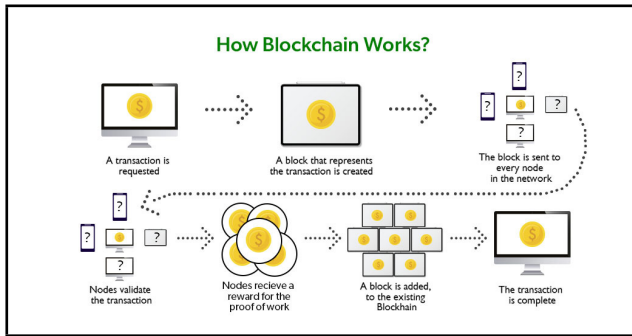 How Blockchain Works?
A transaction is
requested
A block that represents
the transaction is created
?
?
?
?
The block is sent to
every node
in the network
?
?
?
?
Nodes validate
the transaction
Nodes recieve a
reward for the
proof of work
A block is added,
to the existing
Blockhain
The transaction
is complete